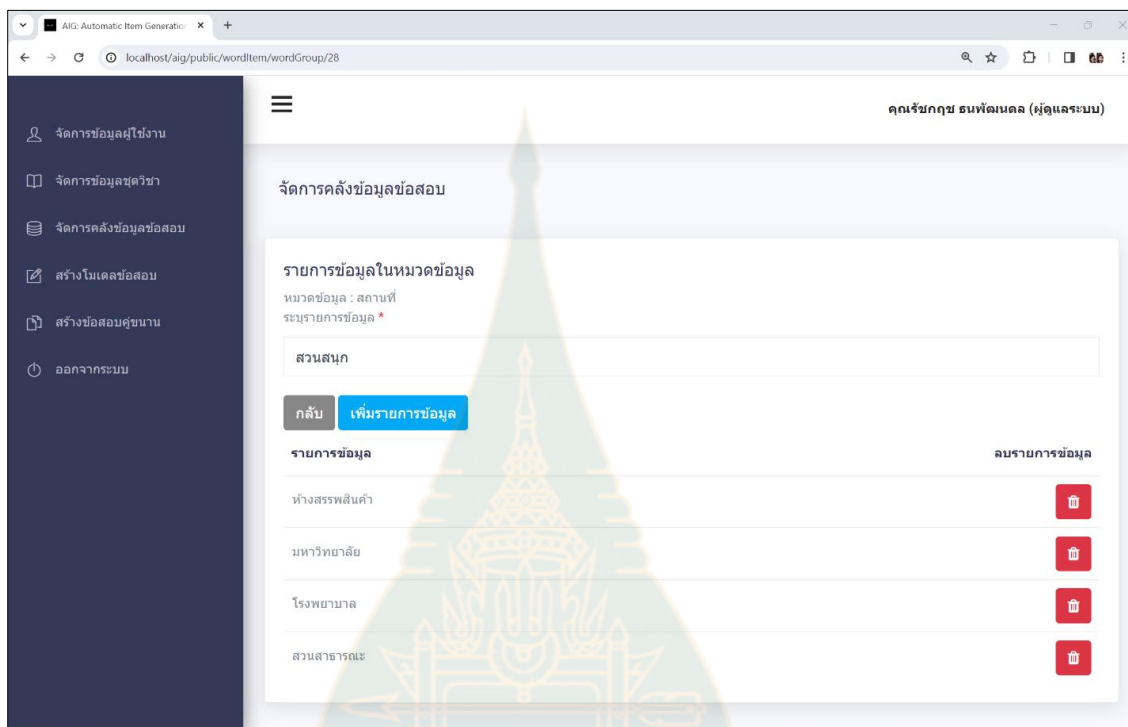 AIG: Automatic Item Generatio
localhost/aig/public/wordItem/wordGroup/28
คุณรัชกฤช ธนพัฒนดล (ผู้ดูแลระบบ)
จัดการข้อมูลผู้ใช้งาน
จัดการข้อมูลชุดวิชา
จัดการคลังข้อมูลข้อสอบ
สร้างโมเดลข้อสอบ
สร้างข้อสอบคู่ขนาน
ออกจากระบบ
จัดการคลังข้อมูลข้อสอบ
รายการข้อมูลในหมวดข้อมูล
หมวดข้อมูล : สถานที่
ระบุรายการข้อมูล *
สวนสนุก
กลับ เพิ่มรายการข้อมูล
รายการข้อมูล ลบรายการข้อมูล
ห้างสรรพสินค้า
มหาวิทยาลัย
โรงพยาบาล
สวนสาธารณะ